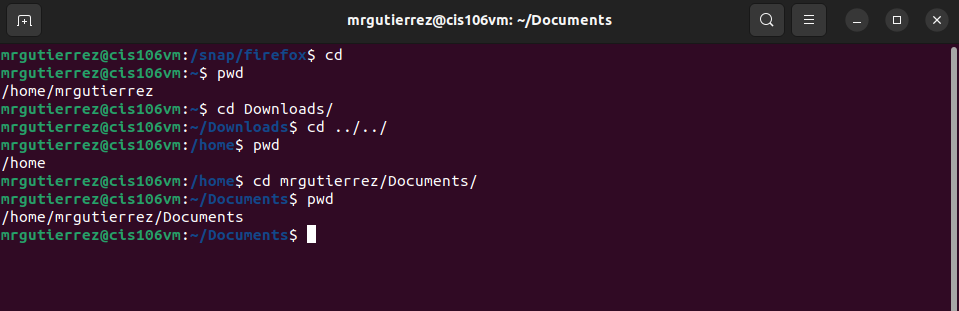 mrgutierrez@cis106vm: ~/Documents
mrgutierrez@cis106vm:/snap/firefox$ cd
mrgutierrez@cis106vm:~$ pwd
/home/mrgutierrez
mrgutierrez@cis106vm:~$ cd Downloads/
mrgutierrez@cis106vm:~/Downloads$ cd ../../
mrgutierrez@cis106vm:/home$ pwd
/home
mrgutierrez@cis106vm:/home$ cd mrgutierrez/Documents/
mrgutierrez@cis106vm:~/Documents$ pwd
/home/mrgutierrez/Documents
mrgutierrez@cis106vm:~/Documents$